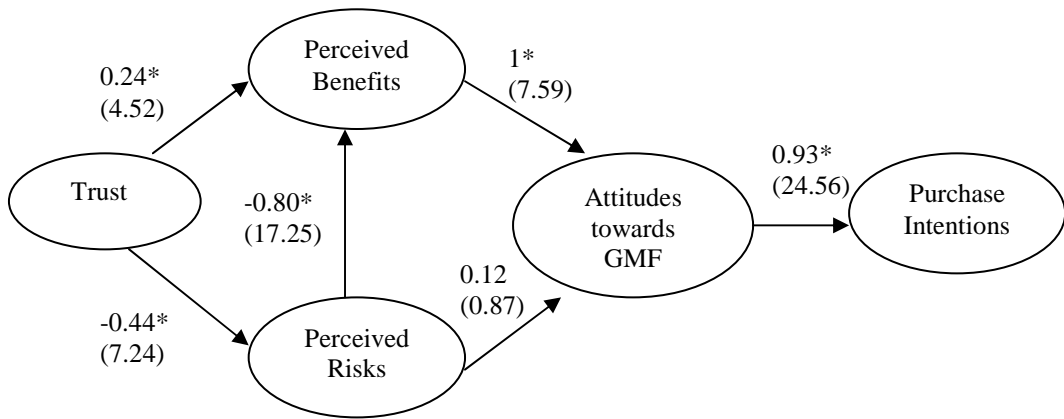 Perceived
Benefits
0.24*
(4.52)
1*
(7.59)
Trust
-0.80*
(17.25)
Attitudes
towards
GMF
0.93*
(24.56)
Purchase
Intentions
-0.44*
(7.24)
0.12
(0.87)
Perceived
Risks